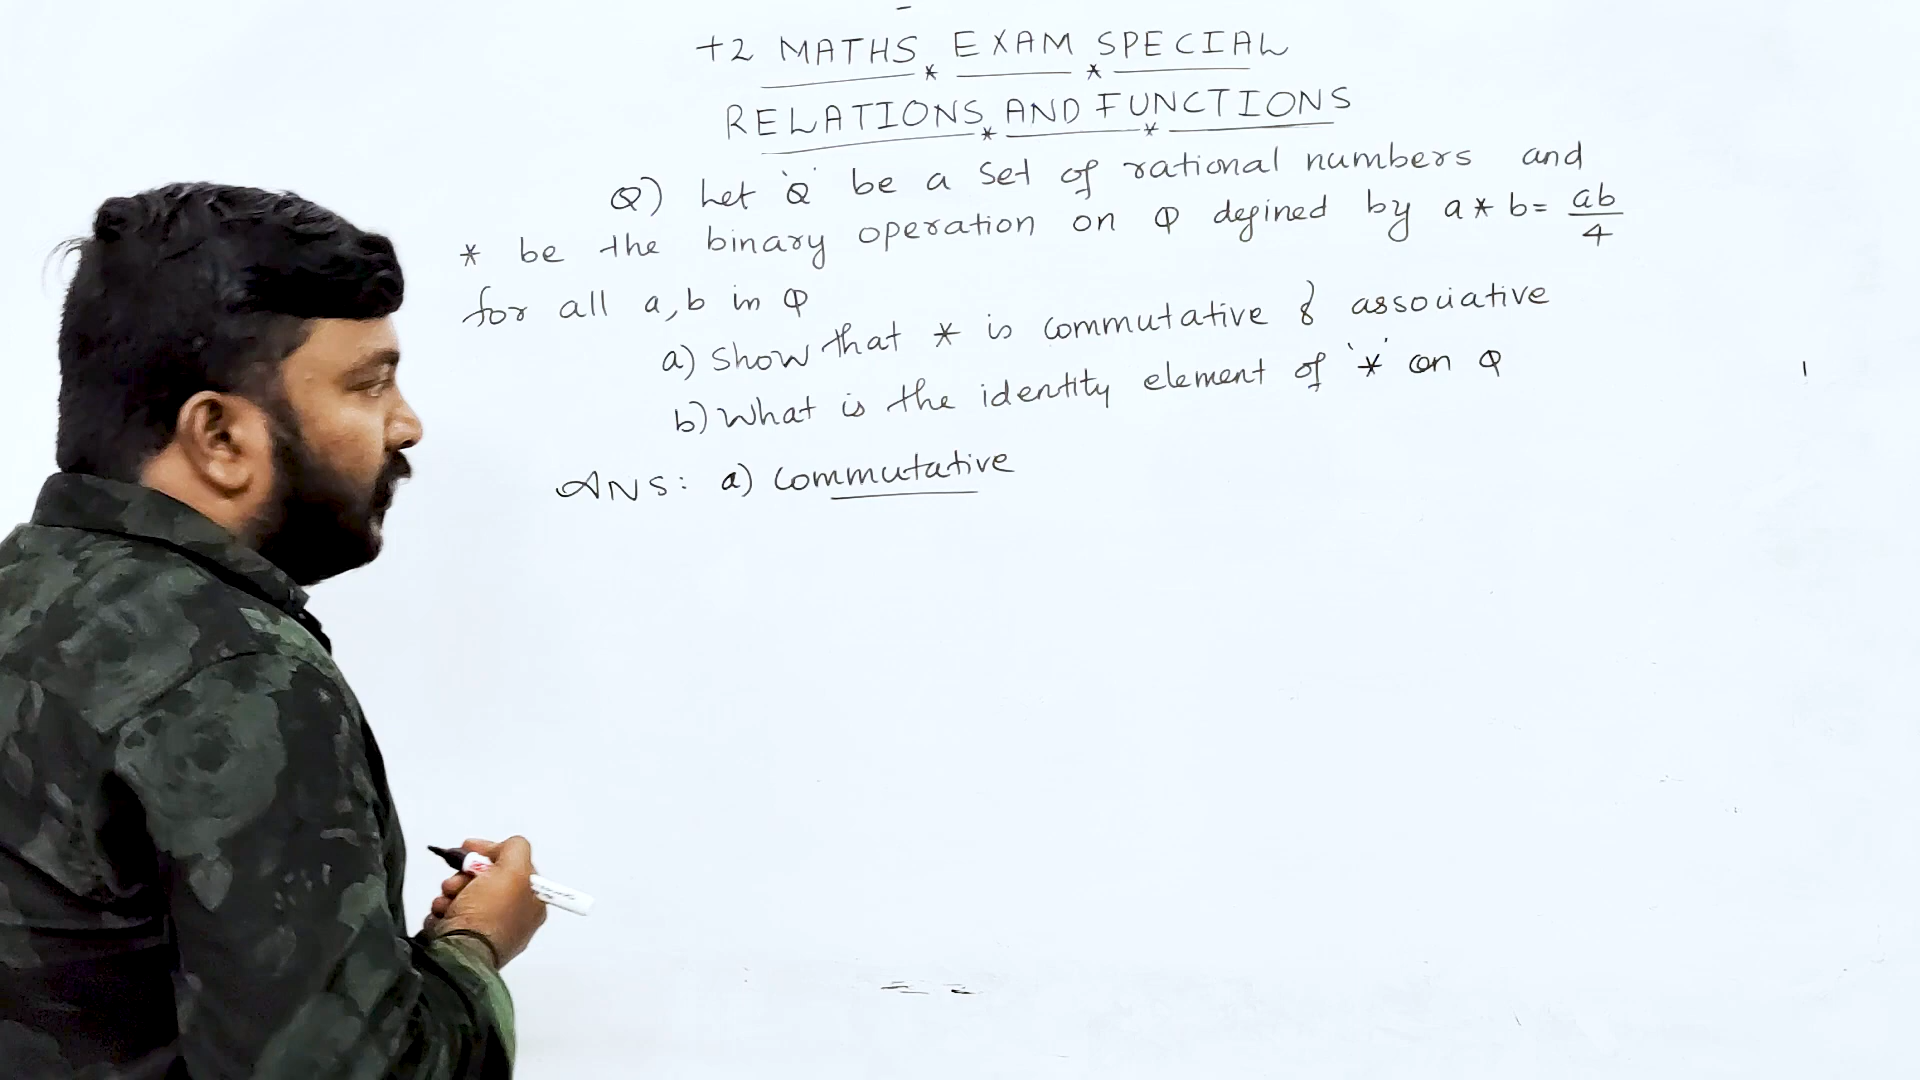 +2 MATHS EXAM SPECIAL
RELATIONS AND FUNCTIONS
Q) Let 'Q' be a set of rational numbers and
* be the binary operation on Q defined by a * b = ab/4
for all a, b in Q
a) Show that * is commutative & associative
b) What is the identity element of '*' on Q
ANS: a) Commutative